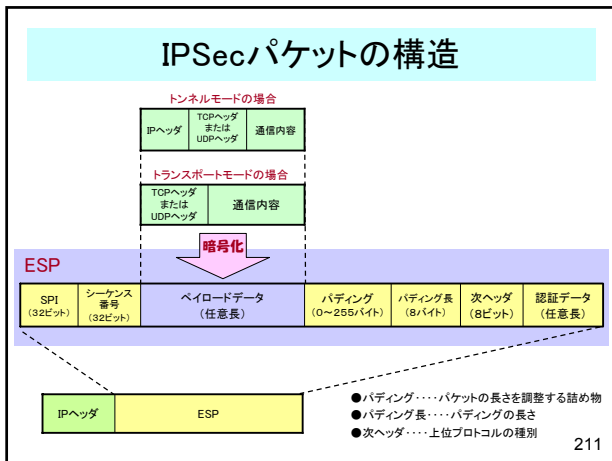 IPSecパケットの構造
トンネルモードの場合
IPヘッダ
TCPヘッダ
または
UDPヘッダ
通信内容
トランスポートモードの場合
TCPヘッダ
または
UDPヘッダ
通信内容
暗号化
ESP
SPI
(32ビット)
シーケンス
番号
(32ビット)
ペイロードデータ
(任意長)
パディング
(0~255バイト)
パディング長
(8バイト)
次ヘッダ
(8ビット)
認証データ
(任意長)
IPヘッダ
ESP
●パディング‥‥パケットの長さを調整する詰め物
●パディング長‥‥パディングの長さ
●次ヘッダ‥‥上位プロトコルの種別
211